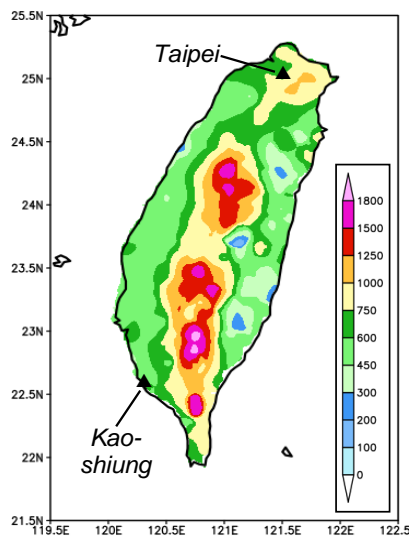 25.5N
Taipei
25N
24.5N
24N
1800
1500
23.5N
1250
1000
750
23N
600
450
22.5N
300
Kao-
200
shiung
100
22N
0
21.5N
119.5E 120E 120.5E 121E 121.5E 122E 122.5